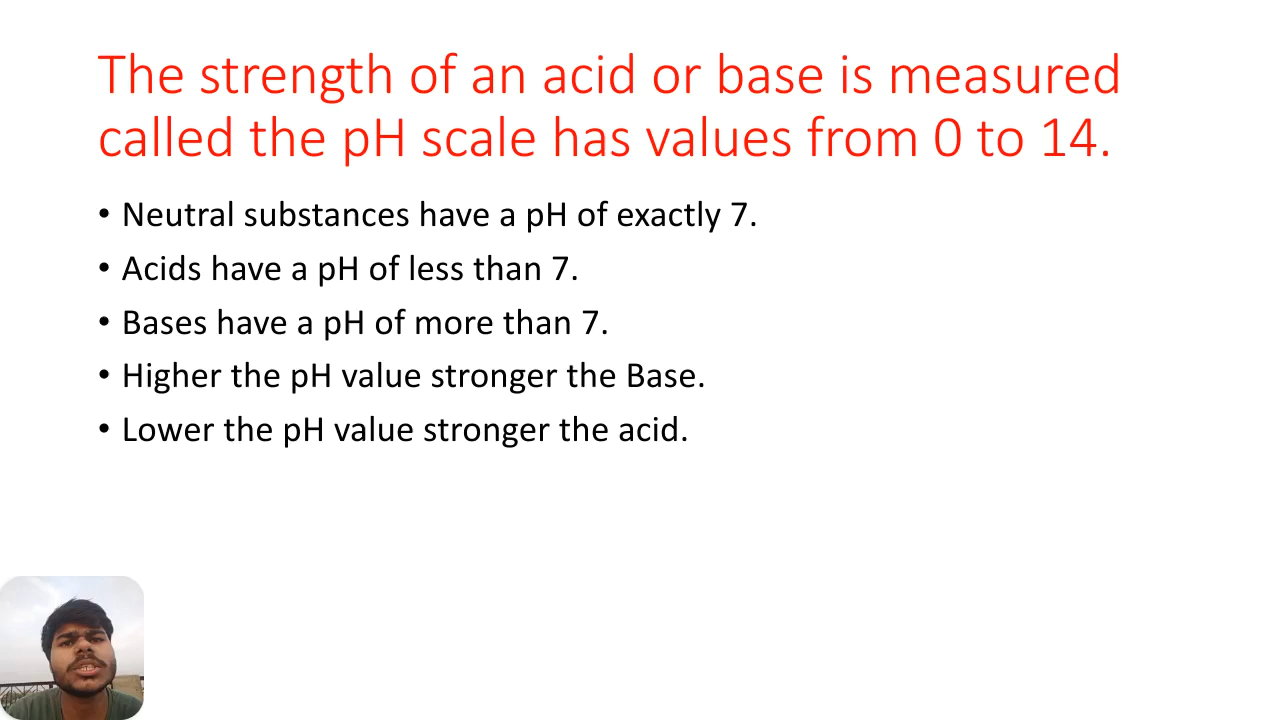 The strength of an acid or base is measured
called the pH scale has values from 0 to 14.
• Neutral substances have a pH of exactly 7.
• Acids have a pH of less than 7.
• Bases have a pH of more than 7.
• Higher the pH value stronger the Base.
• Lower the pH value stronger the acid.